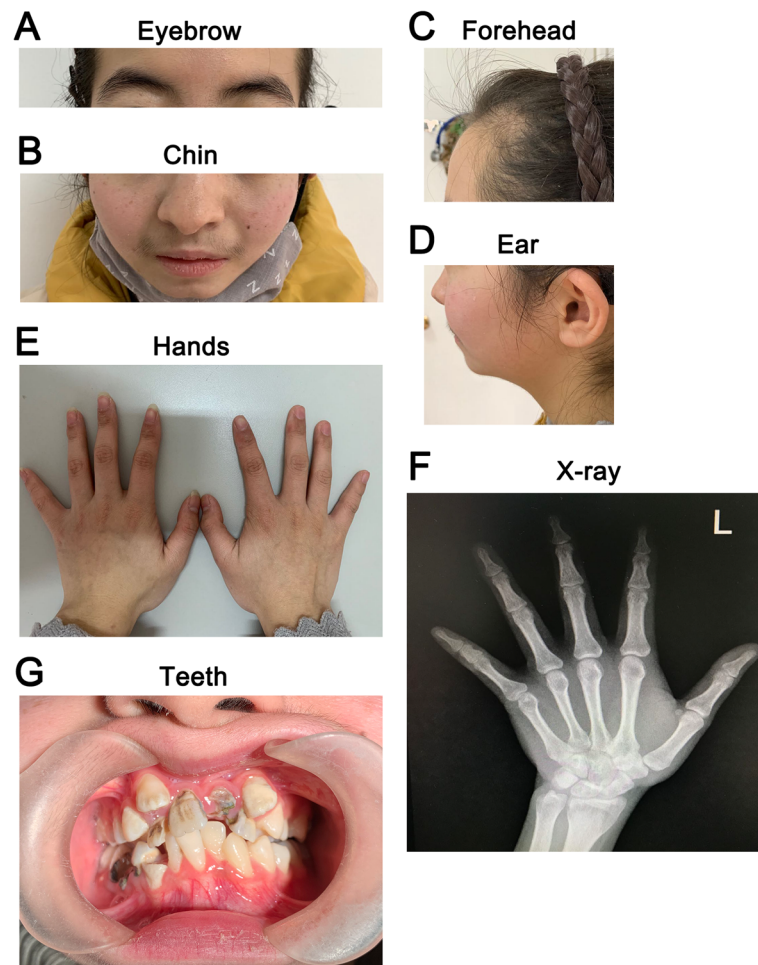 A Eyebrow
B Chin
C Forehead
D Ear
E Hands
F X-ray
L
G Teeth
Z
Z
Z